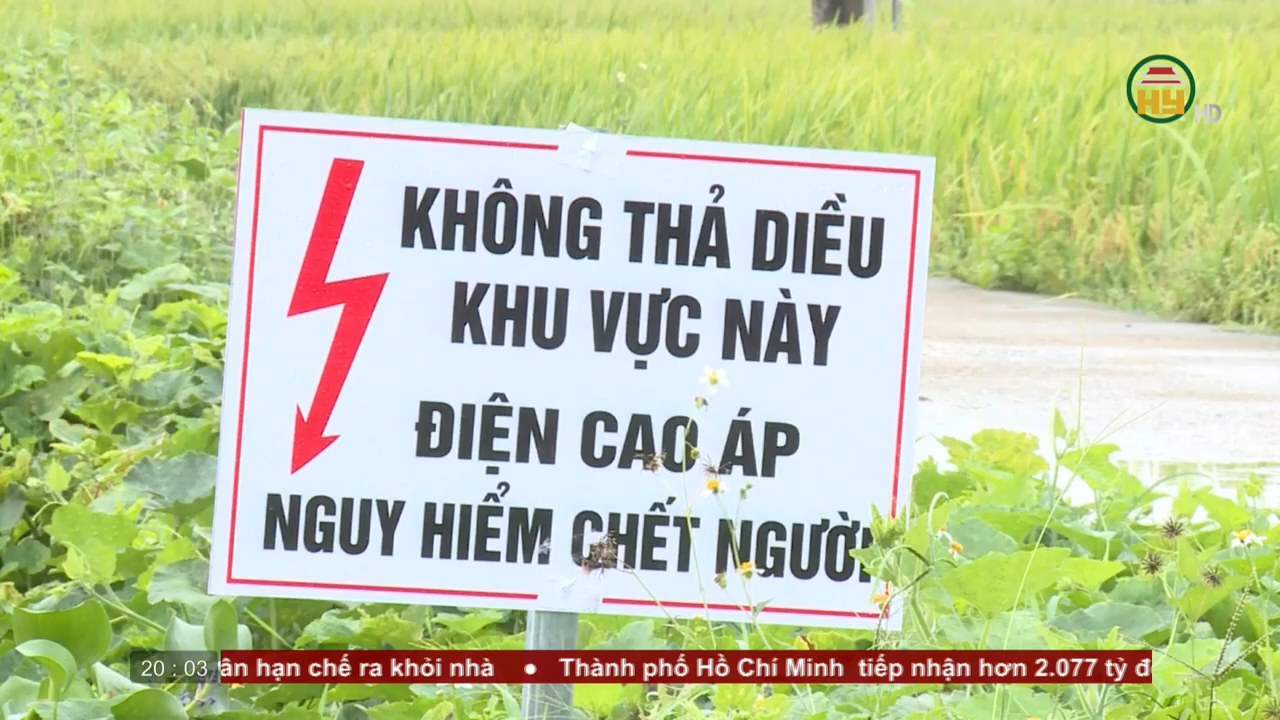 HY HD
KHÔNG THẢ DIỀU
KHU VỰC NÀY
ĐIỆN CAO ÁP
NGUY HIỂM CHẾT NGƯỜI
20 : 03 ân hạn chế ra khỏi nhà ● Thành phố Hồ Chí Minh tiếp nhận hơn 2.077 tỷ đ